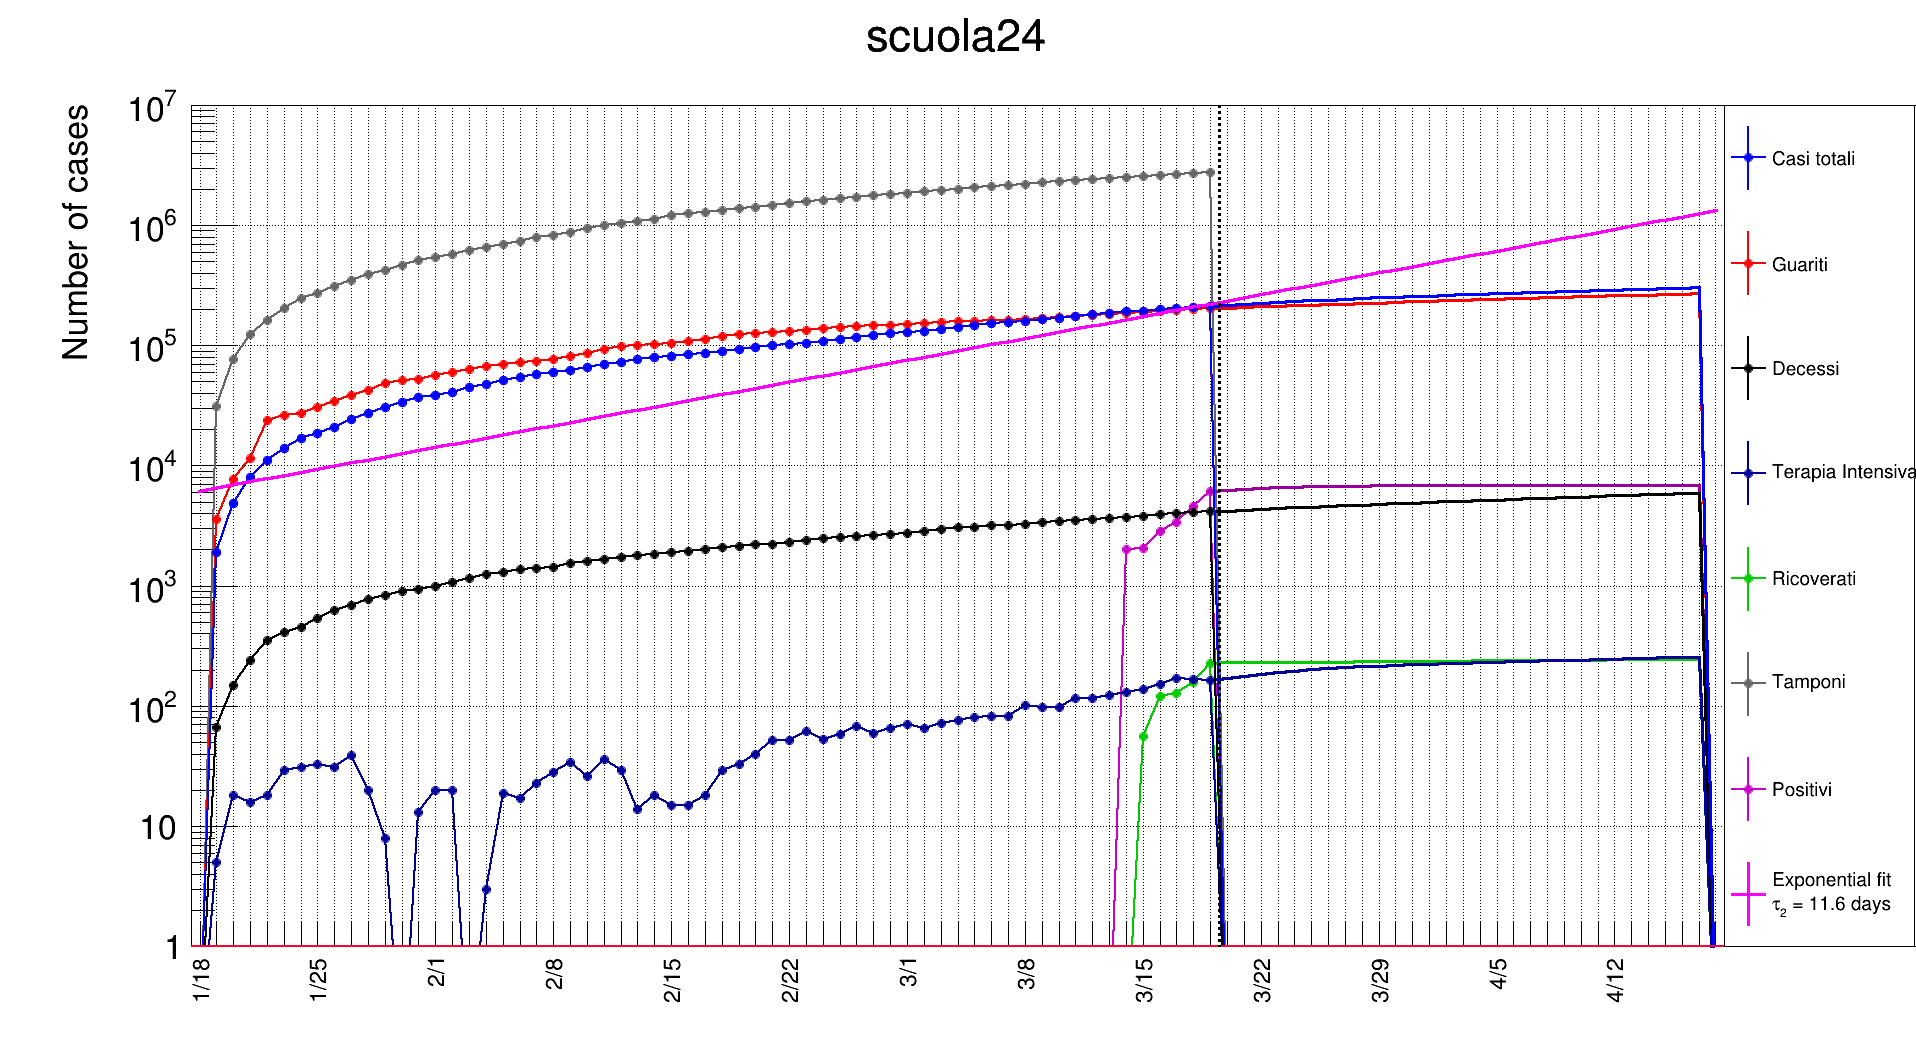 scuola24
Number of cases
10^7
10^6
10^5
10^4
10^3
10^2
10
1
1/18
1/25
2/1
2/8
2/15
2/22
3/1
3/8
3/15
3/22
3/29
4/5
4/12
Casi totali
Guariti
Decessi
Terapia Intensiva
Ricoverati
Tamponi
Positivi
Exponential fit
τ₂ = 11.6 days